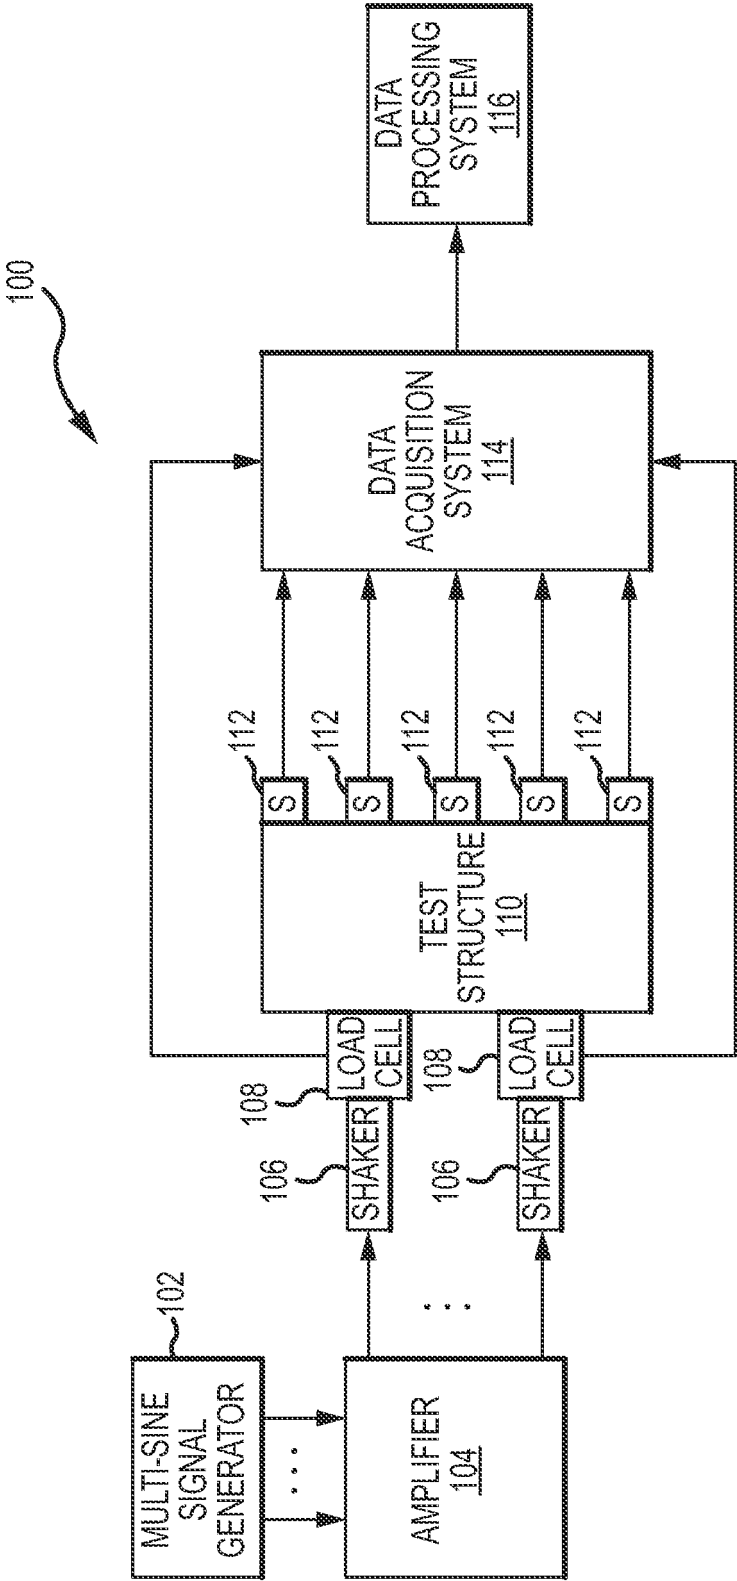 100
MULTI-SINE
SIGNAL
GENERATOR
102
AMPLIFIER
104
. . .
. . .
106
SHAKER
106
SHAKER
108
LOAD
CELL
108
LOAD
CELL
TEST
STRUCTURE
110
112
S
112
S
112
S
112
S
112
S
DATA
ACQUISITION
SYSTEM
114
DATA
PROCESSING
SYSTEM
116